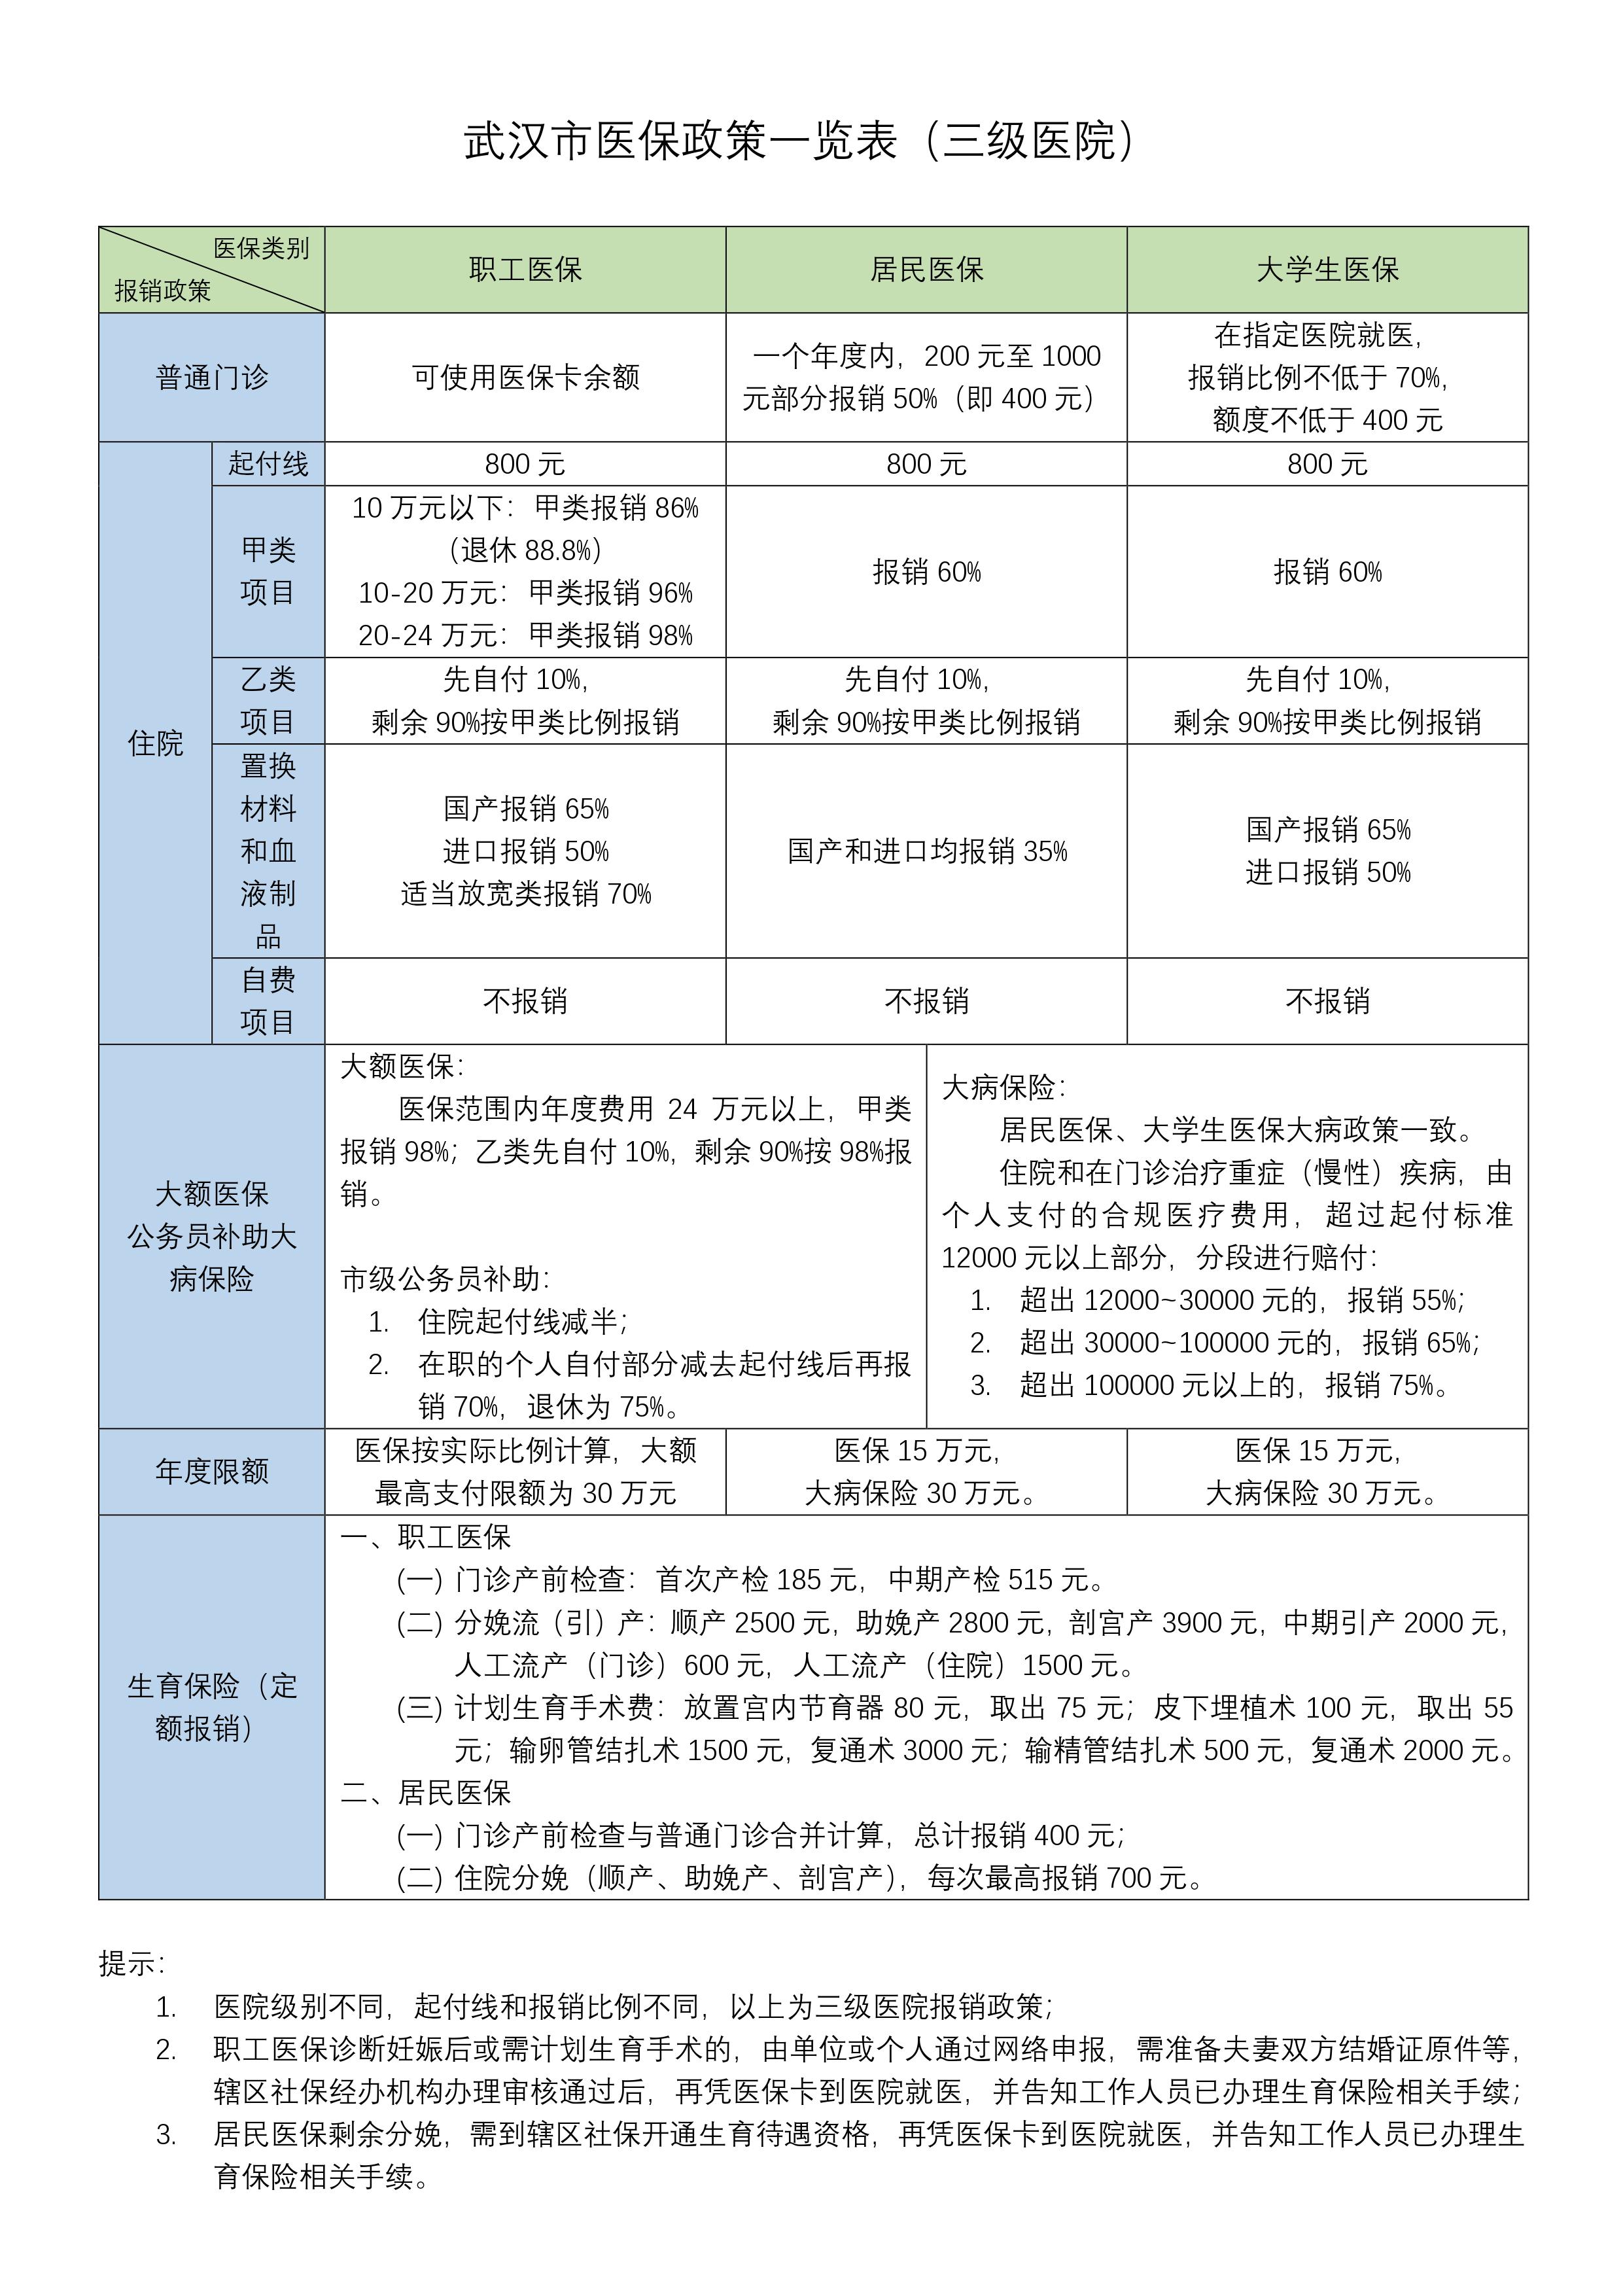 武汉市医保政策一览表（三级医院）
医保类别
报销政策
职工医保
居民医保
大学生医保
普通门诊
可使用医保卡余额
一个年度内，200 元至 1000
元部分报销 50%（即 400 元）
在指定医院就医，
报销比例不低于 70%，
额度不低于 400 元
住院
起付线
800 元
800 元
800 元
甲类
项目
10 万元以下：甲类报销 86%
（退休 88.8%）
10-20 万元：甲类报销 96%
20-24 万元：甲类报销 98%
报销 60%
报销 60%
乙类
项目
先自付 10%，
剩余 90%按甲类比例报销
先自付 10%，
剩余 90%按甲类比例报销
先自付 10%，
剩余 90%按甲类比例报销
置换
材料
和血
液制
品
国产报销 65%
进口报销 50%
适当放宽类报销 70%
国产和进口均报销 35%
国产报销 65%
进口报销 50%
自费
项目
不报销
不报销
不报销
大额医保
公务员补助大
病保险
大额医保：
医保范围内年度费用 24 万元以上，甲类
报销 98%；乙类先自付 10%，剩余 90%按 98%报
销。
市级公务员补助：
1. 住院起付线减半；
2. 在职的个人自付部分减去起付线后再报
销 70%，退休为 75%。
大病保险：
居民医保、大学生医保大病政策一致。
住院和在门诊治疗重症（慢性）疾病，由
个人支付的合规医疗费用，超过起付标准
12000 元以上部分，分段进行赔付：
1. 超出 12000~30000 元的，报销 55%；
2. 超出 30000~100000 元的，报销 65%；
3. 超出 100000 元以上的，报销 75%。
年度限额
医保按实际比例计算，大额
最高支付限额为 30 万元
医保 15 万元，
大病保险 30 万元。
医保 15 万元，
大病保险 30 万元。
生育保险（定
额报销）
一、职工医保
(一) 门诊产前检查：首次产检 185 元，中期产检 515 元。
(二) 分娩流（引）产：顺产 2500 元，助娩产 2800 元，剖宫产 3900 元，中期引产 2000 元，
人工流产（门诊）600 元，人工流产（住院）1500 元。
(三) 计划生育手术费：放置宫内节育器 80 元，取出 75 元；皮下埋植术 100 元，取出 55
元；输卵管结扎术 1500 元，复通术 3000 元；输精管结扎术 500 元，复通术 2000 元。
二、居民医保
(一) 门诊产前检查与普通门诊合并计算，总计报销 400 元；
(二) 住院分娩（顺产、助娩产、剖宫产），每次最高报销 700 元。
提示：
1. 医院级别不同，起付线和报销比例不同，以上为三级医院报销政策；
2. 职工医保诊断妊娠后或需计划生育手术的，由单位或个人通过网络申报，需准备夫妻双方结婚证原件等，
辖区社保经办机构办理审核通过后，再凭医保卡到医院就医，并告知工作人员已办理生育保险相关手续；
3. 居民医保剩余分娩，需到辖区社保开通生育待遇资格，再凭医保卡到医院就医，并告知工作人员已办理生
育保险相关手续。